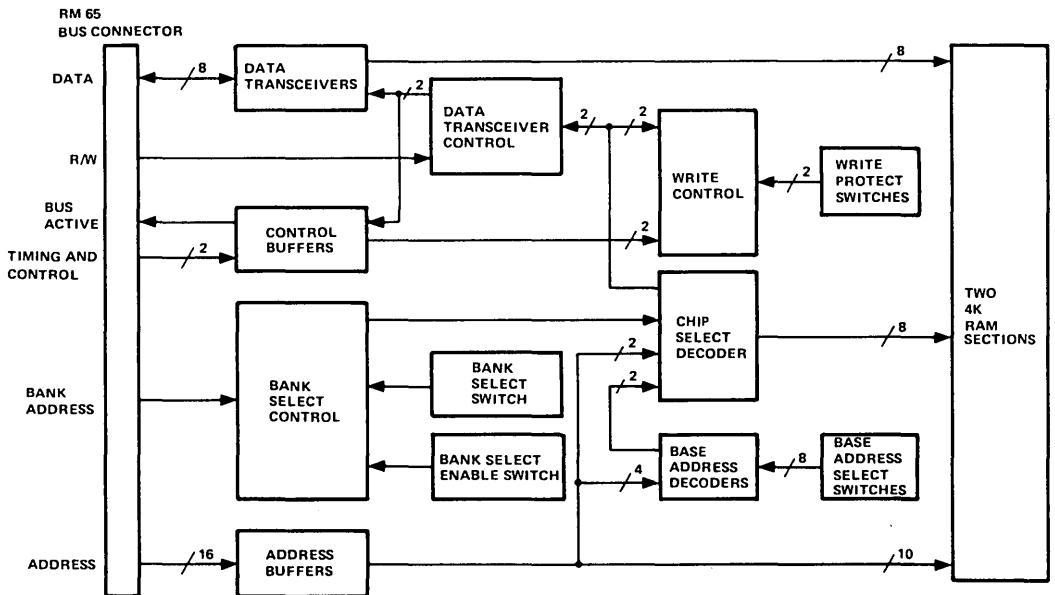 RM 65
BUS CONNECTOR
DATA
8
DATA
TRANSCEIVERS
8
2
DATA
TRANSCEIVER
CONTROL
2
2
R/W
WRITE
CONTROL
2
WRITE
PROTECT
SWITCHES
BUS
ACTIVE
CONTROL
BUFFERS
2
TIMING AND
CONTROL
2
TWO
4K
RAM
SECTIONS
CHIP
SELECT
DECODER
8
2
2
BANK
SELECT
CONTROL
BANK
SELECT
SWITCH
BANK
ADDRESS
BANK SELECT
ENABLE SWITCH
4
BASE
ADDRESS
DECODERS
8
BASE
ADDRESS
SELECT
SWITCHES
ADDRESS
16
ADDRESS
BUFFERS
10